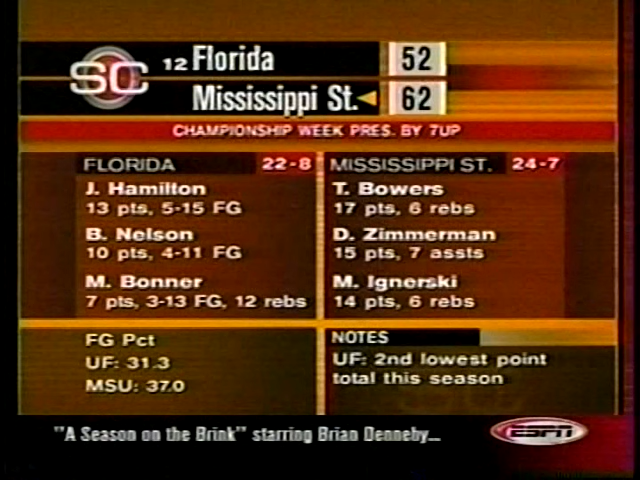 SC
12 Florida 52
Mississippi St. 62
CHAMPIONSHIP WEEK PRES. BY 7UP
FLORIDA 22-8
J. Hamilton
13 pts, 5-15 FG
B. Nelson
10 pts, 4-11 FG
M. Bonner
7 pts, 3-13 FG, 12 rebs
MISSISSIPPI ST. 24-7
T. Bowers
17 pts, 6 rebs
D. Zimmerman
15 pts, 7 assts
M. Ignerski
14 pts, 6 rebs
FG Pct
UF: 31.3
MSU: 37.0
NOTES
UF: 2nd lowest point
total this season
"A Season on the Brink" starring Brian Denneby...
ESPN